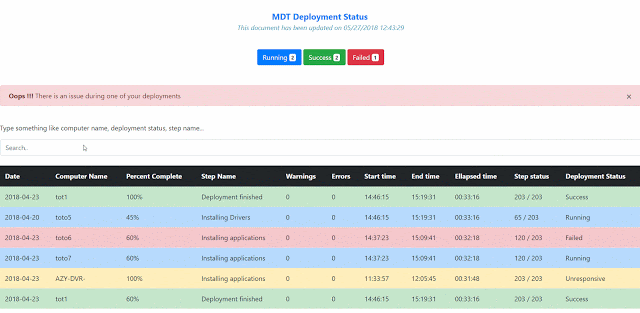 MDT Deployment Status
This document has been updated on 05/27/2018 12:43:29
Running 2 Success 2 Failed 1
Oops !!! There is an issue during one of your deployments ×
Type something like computer name, deployment status, step name...
Search..
Date Computer Name Percent Complete Step Name Warnings Errors Start time End time Ellapsed time Step status Deployment Status
2018-04-23 tot1 100% Deployment finished 0 0 14:46:15 15:19:31 00:33:16 203 / 203 Success
2018-04-20 toto5 45% Installing Drivers 0 0 14:46:15 15:19:31 00:33:16 65 / 203 Running
2018-04-23 toto6 60% Installing applications 0 0 14:37:23 15:09:41 00:32:18 120 / 203 Failed
2018-04-23 toto7 60% Installing applications 0 0 14:37:23 15:09:41 00:32:18 120 / 203 Running
2018-04-23 AZY-DVR- 100% Installing applications 0 0 11:33:57 12:05:45 00:31:48 203 / 203 Unresponsive
2018-04-23 tot1 60% Deployment finished 0 0 14:46:15 15:19:31 00:33:16 203 / 203 Success